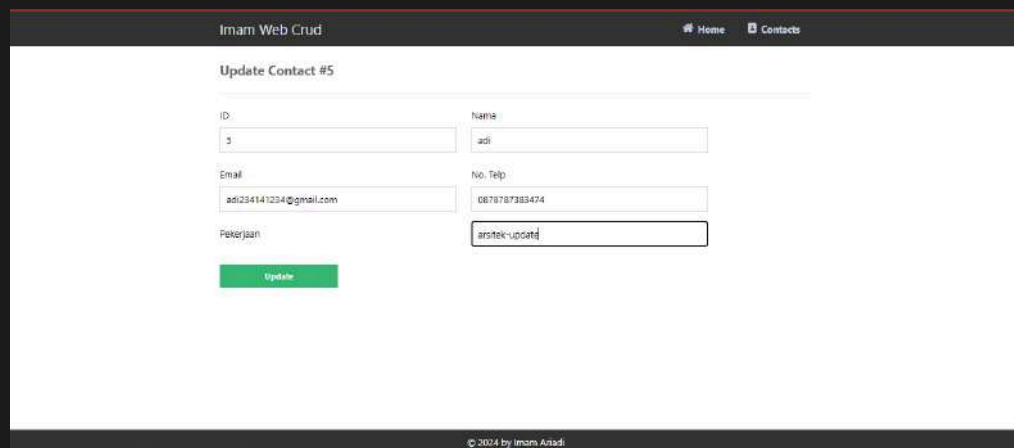 Imam Web Crud Home Contacts
Update Contact #5
ID Name
5 adi
Email No. Telp
adi234141234@gmail.com 0878787383474
Pekerjaan arsitek-update
Update
© 2024 by Imam Ariadi